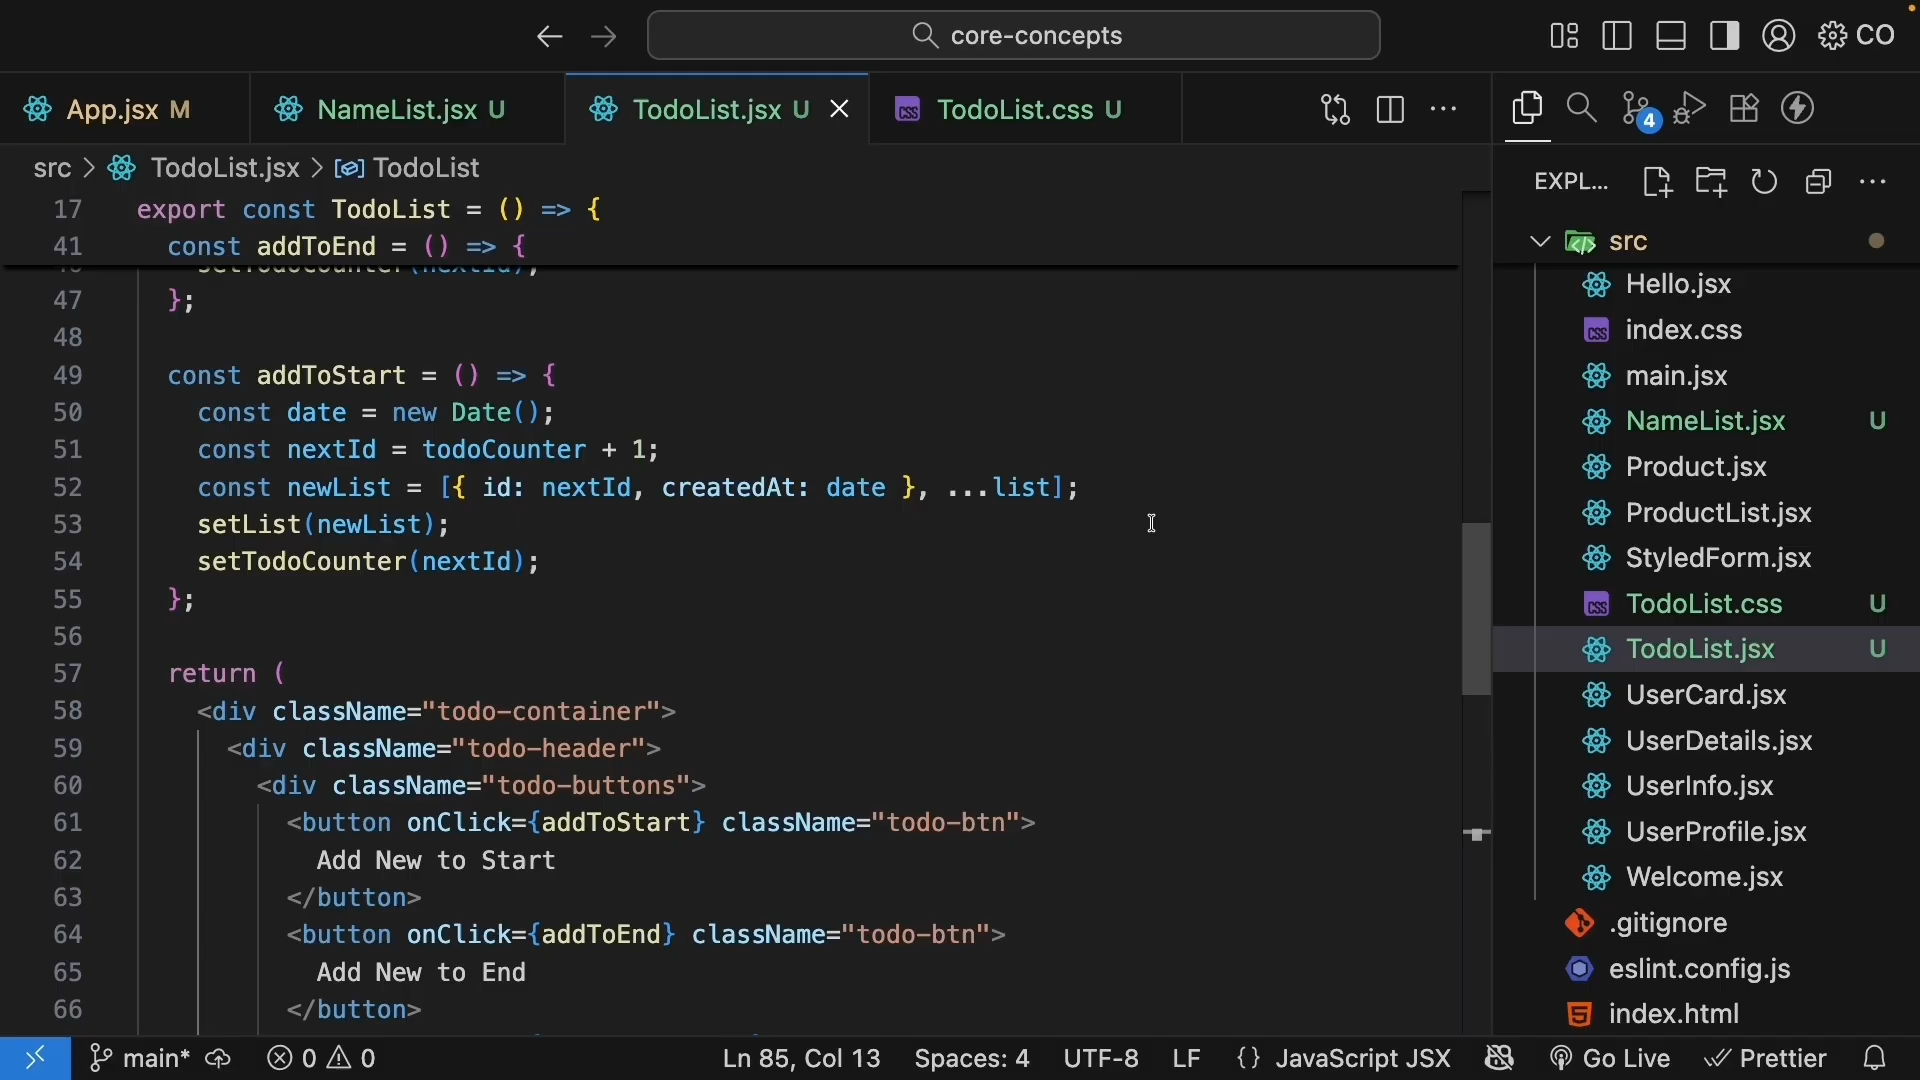 core-concepts
CO
App.jsx M
NameList.jsx U
TodoList.jsx U
TodoList.css U
4
src > TodoList.jsx > TodoList
EXPL...
17 export const TodoList = () => {
41 const addToEnd = () => {
setTodoCounter(nextId);
47 };
48
49 const addToStart = () => {
50 const date = new Date();
51 const nextId = todoCounter + 1;
52 const newList = [{ id: nextId, createdAt: date }, ...list];
53 setList(newList);
54 setTodoCounter(nextId);
55 };
56
57 return (
58 <div className="todo-container">
59 <div className="todo-header">
60 <div className="todo-buttons">
61 <button onClick={addToStart} className="todo-btn">
62 Add New to Start
63 </button>
64 <button onClick={addToEnd} className="todo-btn">
65 Add New to End
66 </button>
src
Hello.jsx
index.css
main.jsx
NameList.jsx U
Product.jsx
ProductList.jsx
StyledForm.jsx
TodoList.css U
TodoList.jsx U
UserCard.jsx
UserDetails.jsx
UserInfo.jsx
UserProfile.jsx
Welcome.jsx
.gitignore
eslint.config.js
index.html
main* 0 0 Ln 85, Col 13 Spaces: 4 UTF-8 LF {} JavaScript JSX Go Live Prettier